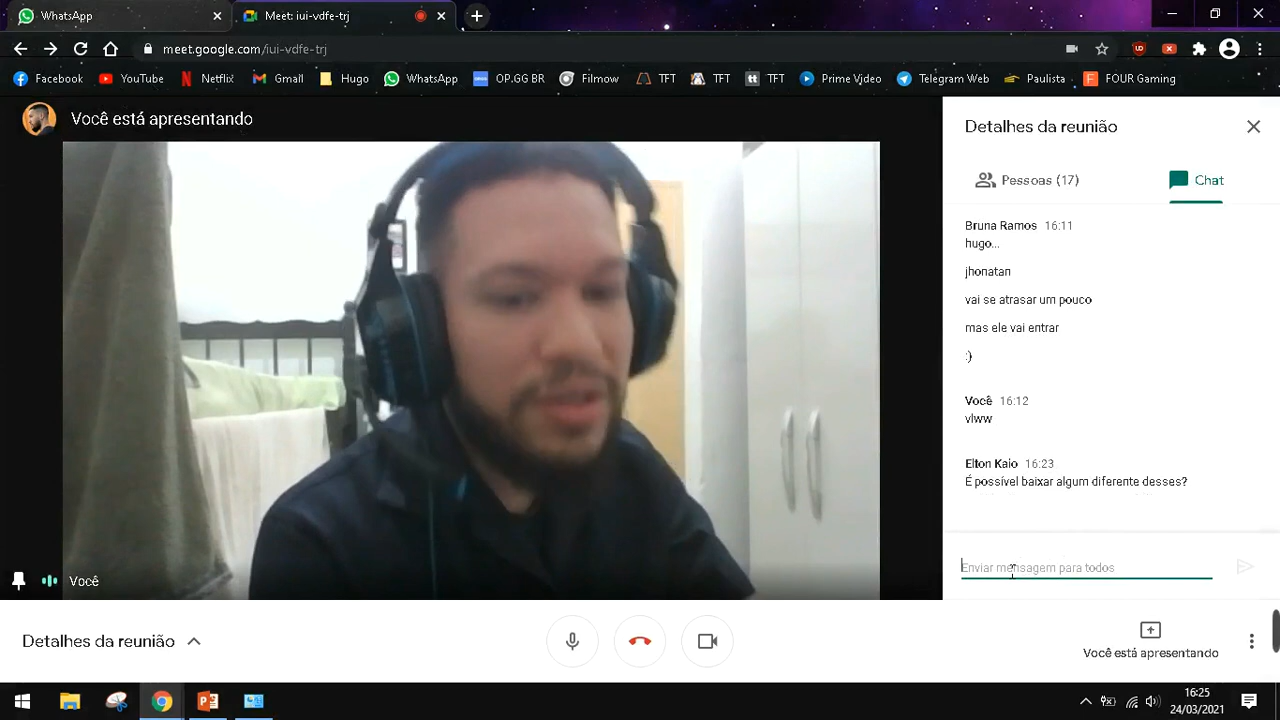 WhatsApp
Meet: iui-vdfe-trj
meet.google.com/iui-vdfe-trj
Facebook
YouTube
Netflix
Gmail
Hugo
WhatsApp
OP.GG BR
Filmow
TFT
TFT
TFT
Prime Video
Telegram Web
Paulista
FOUR Gaming
Você está apresentando
Detalhes da reunião
Pessoas (17)
Chat
Bruna Ramos 16:11
hugo...
jhonatan
vai se atrasar um pouco
mas ele vai entrar
:)
Você 16:12
vlww
Elton Kaio 16:23
É possível baixar algum diferente desses?
Enviar mensagem para todos
Você
Detalhes da reunião
Você está apresentando
16:25
24/03/2021